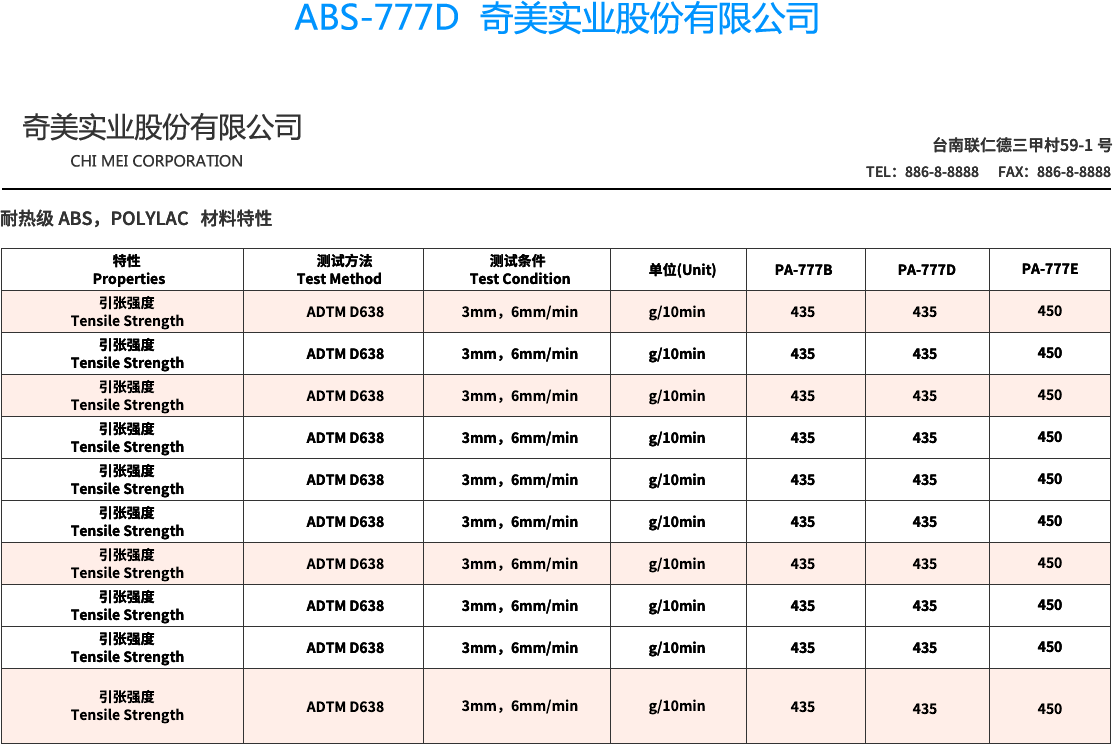 ABS-777D 奇美实业股份有限公司
奇美实业股份有限公司
CHI MEI CORPORATION
台南联仁德三甲村59-1 号
TEL：886-8-8888 FAX：886-8-8888
耐热级 ABS，POLYLAC 材料特性
特性 测试方法 测试条件 单位(Unit) PA-777B PA-777D PA-777E
Properties Test Method Test Condition
引张强度
Tensile Strength ADTM D638 3mm，6mm/min g/10min 435 435 450
引张强度
Tensile Strength ADTM D638 3mm，6mm/min g/10min 435 435 450
引张强度
Tensile Strength ADTM D638 3mm，6mm/min g/10min 435 435 450
引张强度
Tensile Strength ADTM D638 3mm，6mm/min g/10min 435 435 450
引张强度
Tensile Strength ADTM D638 3mm，6mm/min g/10min 435 435 450
引张强度
Tensile Strength ADTM D638 3mm，6mm/min g/10min 435 435 450
引张强度
Tensile Strength ADTM D638 3mm，6mm/min g/10min 435 435 450
引张强度
Tensile Strength ADTM D638 3mm，6mm/min g/10min 435 435 450
引张强度
Tensile Strength ADTM D638 3mm，6mm/min g/10min 435 435 450
引张强度
Tensile Strength ADTM D638 3mm，6mm/min g/10min 435 435 450